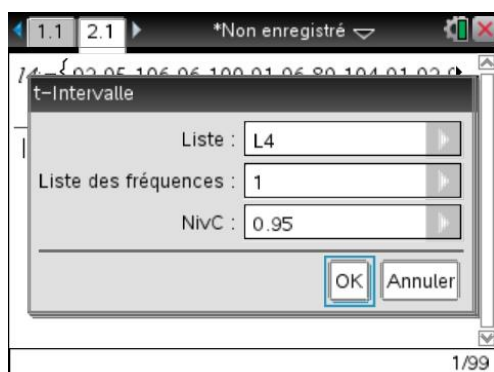 1.1 2.1 *Non enregistré
t-Intervalle
Liste : L4
Liste des fréquences : 1
NivC : 0.95
OK Annuler
1/99